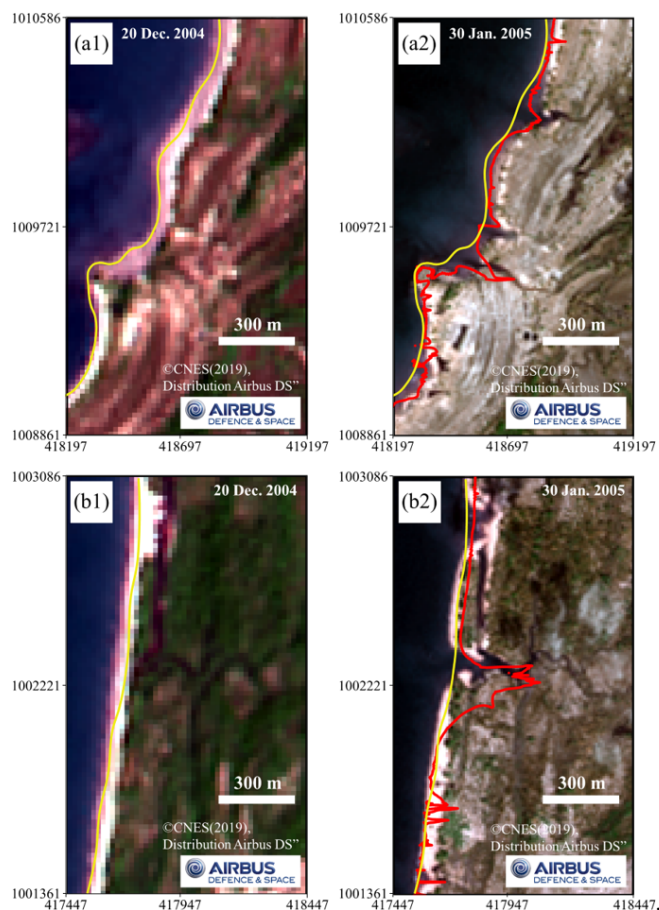 1010586
(a1)
20 Dec. 2004
(a2)
30 Jan. 2005
1009721
1009721
300 m
300 m
©CNES(2019),
Distribution Airbus DS”
©CNES(2019),
Distribution Airbus DS”
AIRBUS
DEFENCE & SPACE
AIRBUS
DEFENCE & SPACE
1008861
1008861
418197
418697
419197
418197
418697
419197
1010586
1003086
(b1)
20 Dec. 2004
1003086
(b2)
30 Jan. 2005
1002221
1002221
300 m
300 m
©CNES(2019),
Distribution Airbus DS”
©CNES(2019),
Distribution Airbus DS”
AIRBUS
DEFENCE & SPACE
AIRBUS
DEFENCE & SPACE
1001361
1001361
417447
417947
418447
417447
417947
418447.